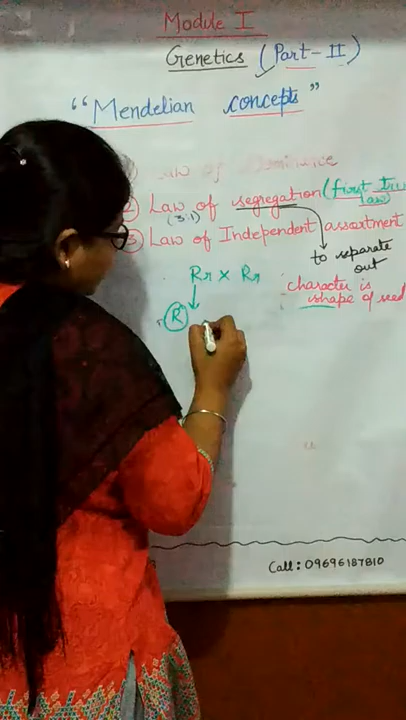 Module I
Genetics (Part-II)
"Mendelian concepts"
Law of Dominance
② Law of segregation (first
law)
(3:1)
③ Law of Independent assortment
to separate
out
Rr × Rr
character is
shape of seed
R
Call: 09696187810